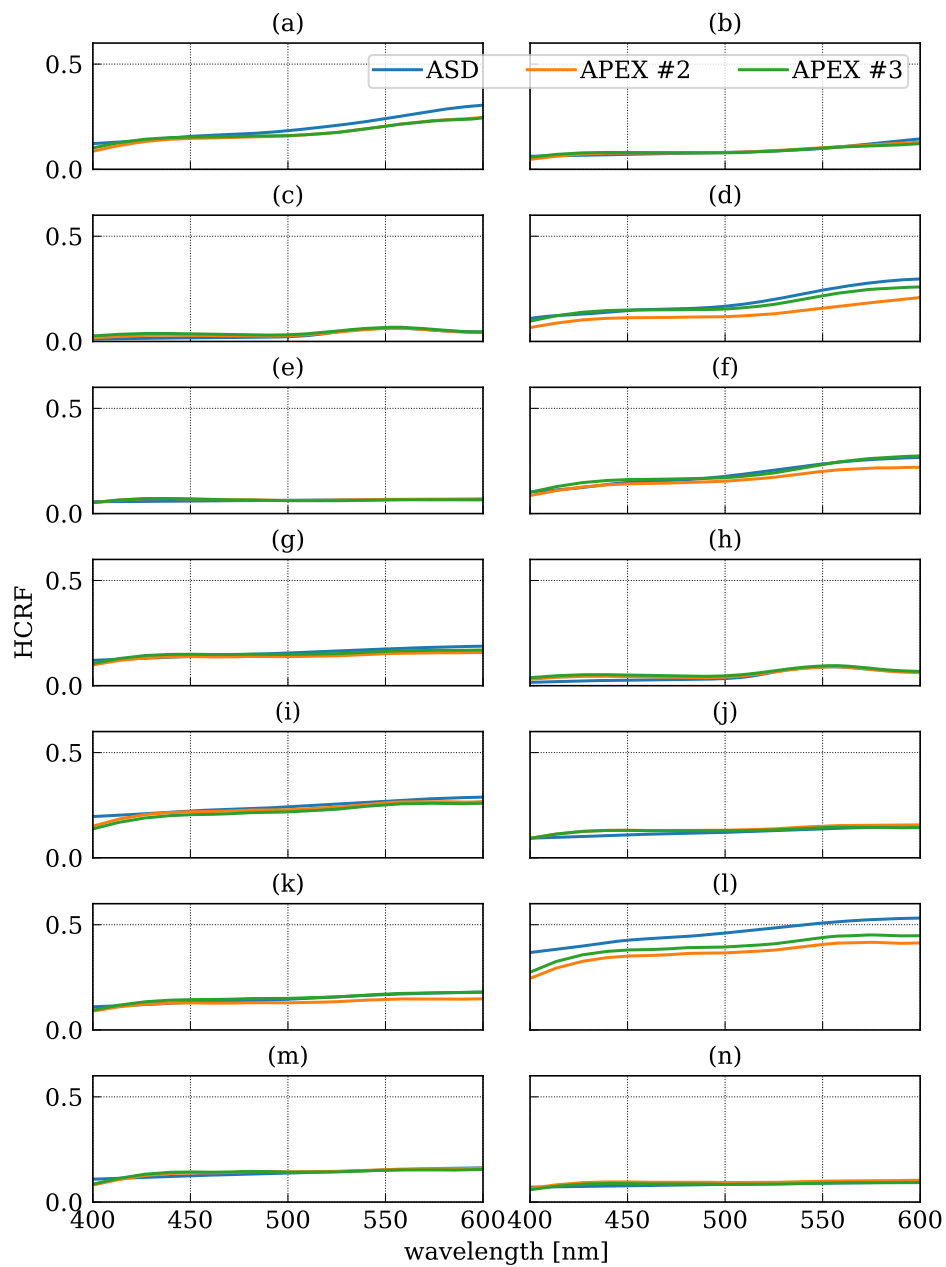 (a) (b)
0.5
ASD APEX #2 APEX #3
0.0
(c) (d)
0.5
0.0
(e) (f)
0.5
0.0
(g) (h)
0.5
HCRF
0.0
(i) (j)
0.5
0.0
(k) (l)
0.5
0.0
(m) (n)
0.5
0.0
400 450 500 550 600 400 450 500 550 600
wavelength [nm]